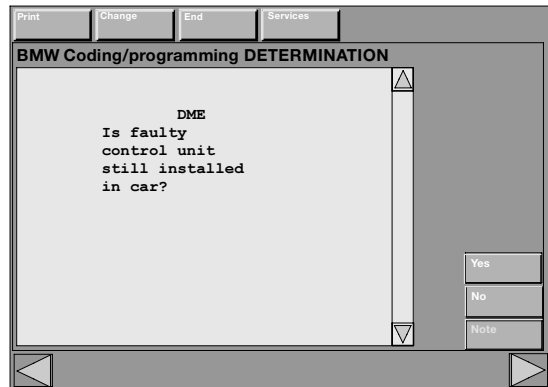 Print Change End Services
BMW Coding/programming DETERMINATION
DME
Is faulty
control unit
still installed
in car?
Yes
No
Note